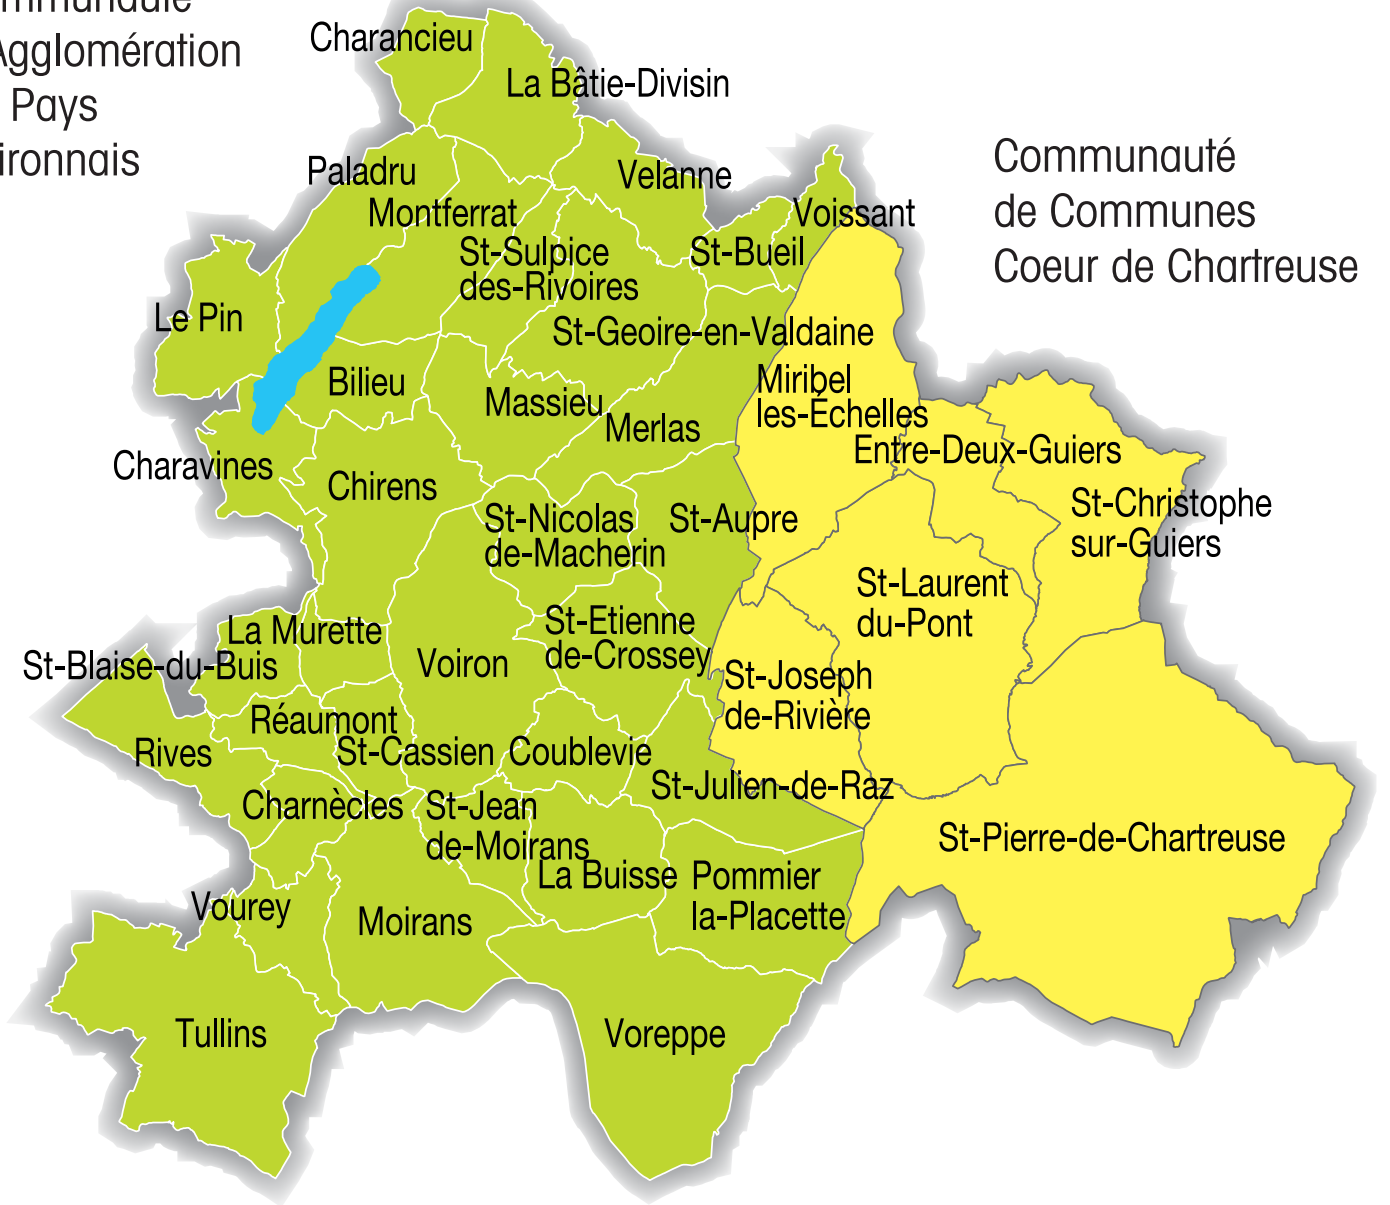 Agglomération
Pays
Communauté
de Communes
Coeur de Chartreuse
Charancieu
La Bâtie-Divisin
Paladru
Velanne
Montferrat
Voissant
St-Sulpice
des-Rivoires
St-Bueil
Le Pin
St-Geoire-en-Valdaine
Bilieu
Massieu
Miribel
les-Échelles
Merlas
Entre-Deux-Guiers
Charavines
Chirens
St-Nicolas
de-Macherin
St-Aupre
St-Christophe
sur-Guiers
St-Laurent
du-Pont
La Murette
St-Etienne
de-Crossey
St-Blaise-du-Buis
Voiron
St-Joseph
de-Rivière
Réaumont
Rives
St-Cassien
Coublevie
St-Julien-de-Raz
Charnècles
St-Jean
de-Moirans
St-Pierre-de-Chartreuse
La Buisse
Pommier
la-Placette
Vourey
Moirans
Tullins
Voreppe